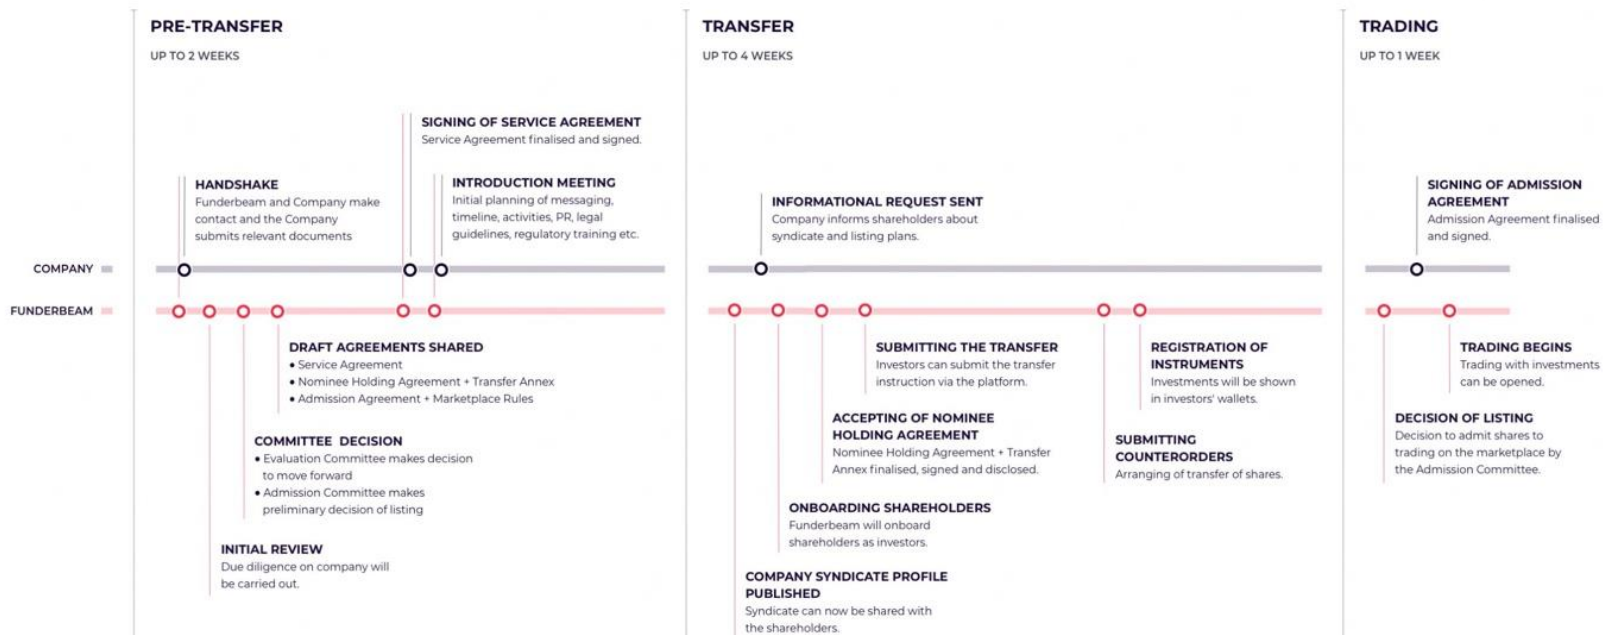 PRE-TRANSFER
UP TO 2 WEEKS
TRANSFER
UP TO 4 WEEKS
TRADING
UP TO 1 WEEK
SIGNING OF SERVICE AGREEMENT
Service Agreement finalised and signed.
HANDSHAKE
Funderbeam and Company make
contact and the Company
submits relevant documents
INTRODUCTION MEETING
Initial planning of messaging,
timeline, activities, PR, legal
guidelines, regulatory training etc.
INFORMATIONAL REQUEST SENT
Company informs shareholders about
syndicate and listing plans.
SIGNING OF ADMISSION
AGREEMENT
Admission Agreement finalised
and signed.
COMPANY
FUNDERBEAM
DRAFT AGREEMENTS SHARED
• Service Agreement
• Nominee Holding Agreement + Transfer Annex
• Admission Agreement + Marketplace Rules
COMMITTEE DECISION
• Evaluation Committee makes decision
to move forward
• Admission Committee makes
preliminary decision of listing
INITIAL REVIEW
Due diligence on company will
be carried out.
SUBMITTING THE TRANSFER
Investors can submit the transfer
instruction via the platform.
ACCEPTING OF NOMINEE
HOLDING AGREEMENT
Nominee Holding Agreement + Transfer
Annex finalised, signed and disclosed.
ONBOARDING SHAREHOLDERS
Funderbeam will onboard
shareholders as investors.
COMPANY SYNDICATE PROFILE
PUBLISHED
Syndicate can now be shared with
the shareholders.
REGISTRATION OF
INSTRUMENTS
Investments will be shown
in investors' wallets.
SUBMITTING
COUNTERORDERS
Arranging of transfer of shares.
TRADING BEGINS
Trading with investments
can be opened.
DECISION OF LISTING
Decision to admit shares to
trading on the marketplace by
the Admission Committee.